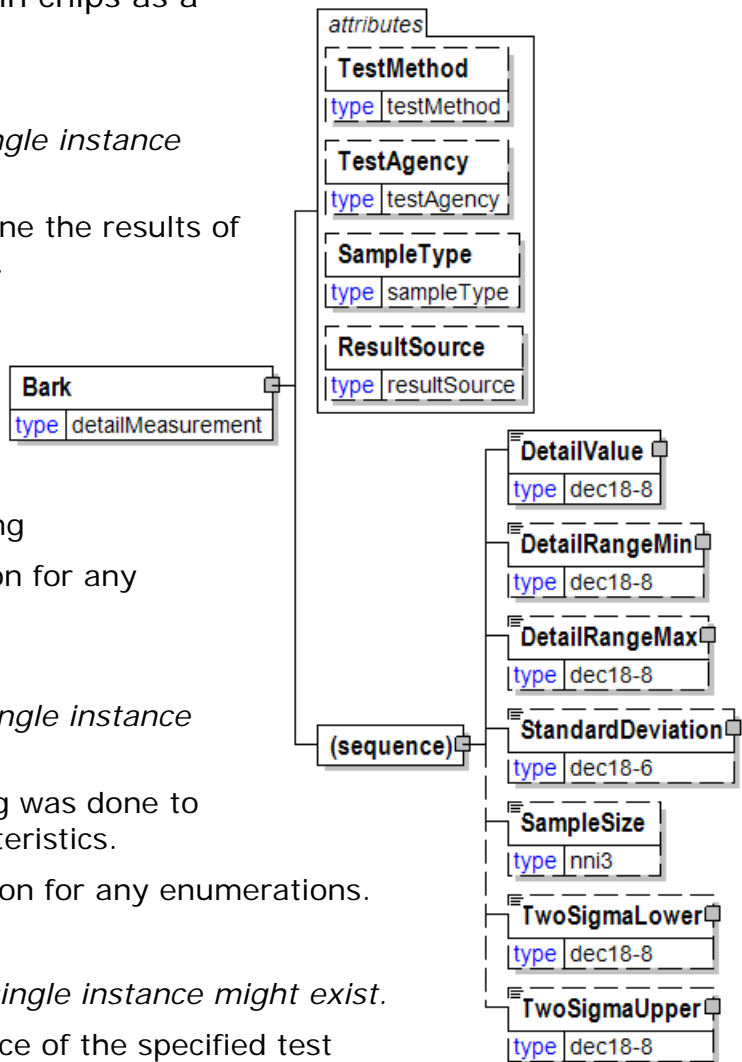 in chips as a
ngle instance
ine the results of
ng
on for any
ngle instance
g was done to
teristics.
ion for any enumerations.
single instance might exist.
ce of the specified test
attributes
TestMethod
type testMethod
TestAgency
type testAgency
SampleType
type sampleType
ResultSource
type resultSource
Bark
type detailMeasurement
(sequence)
DetailValue
type dec18-8
DetailRangeMin
type dec18-8
DetailRangeMax
type dec18-8
StandardDeviation
type dec18-6
SampleSize
type nni3
TwoSigmaLower
type dec18-8
TwoSigmaUpper
type dec18-8